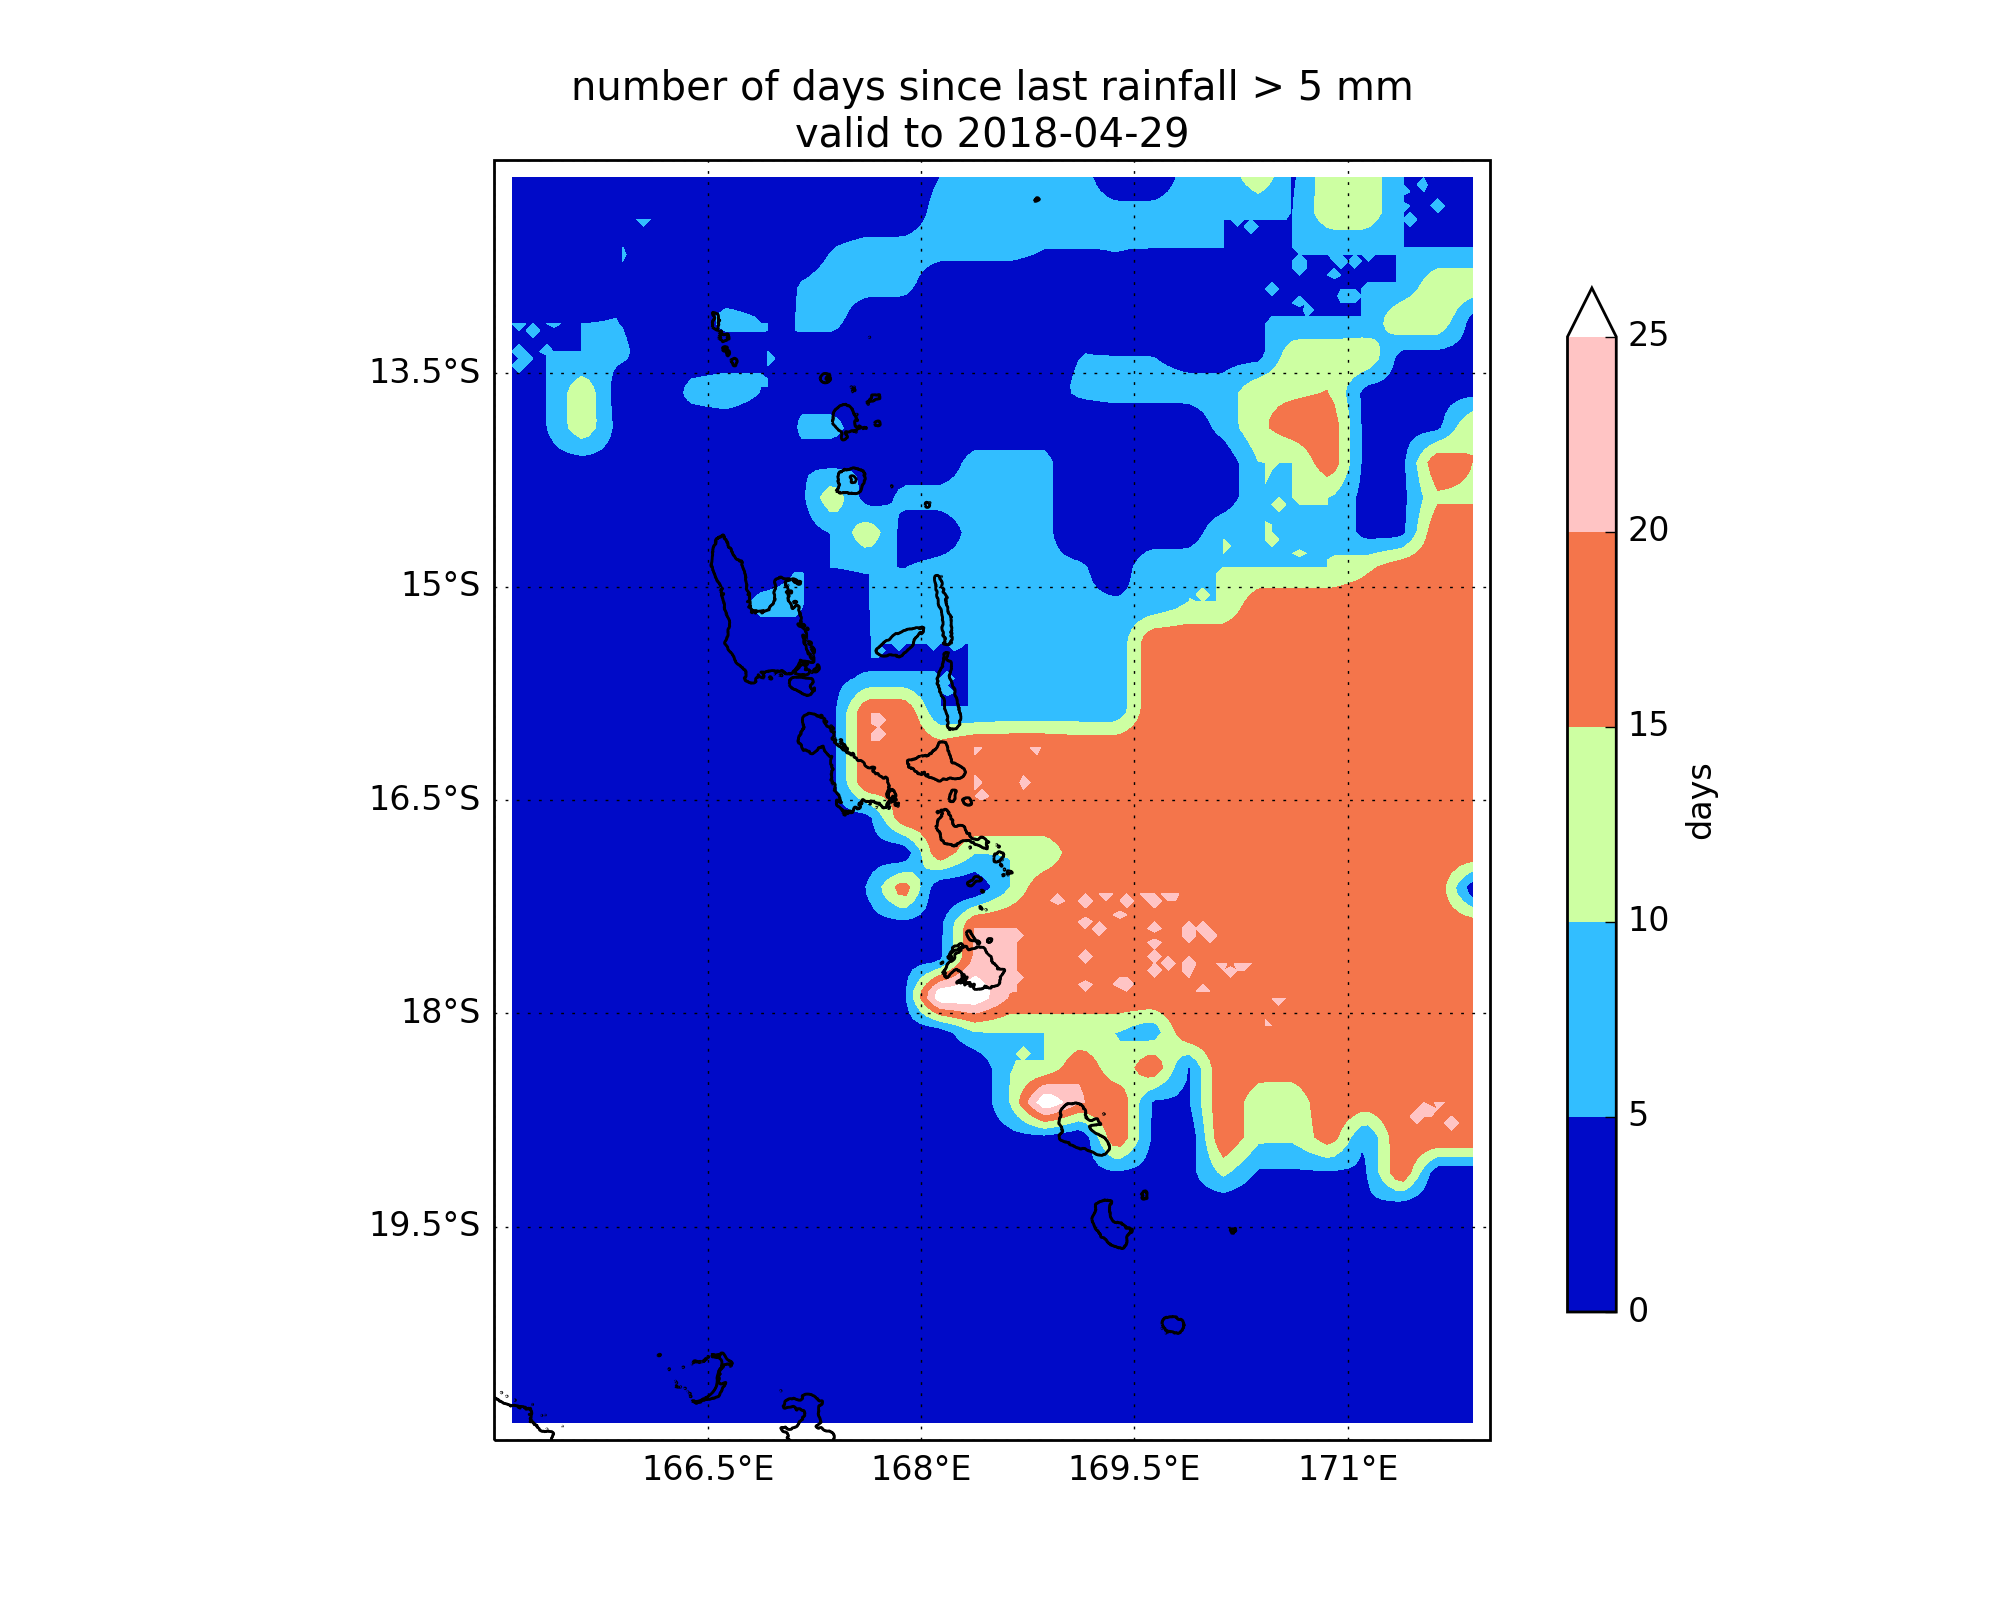 number of days since last rainfall > 5 mm
valid to 2018-04-29
13.5°S
15°S
16.5°S
18°S
19.5°S
166.5°E
168°E
169.5°E
171°E
25
20
15
10
5
0
days